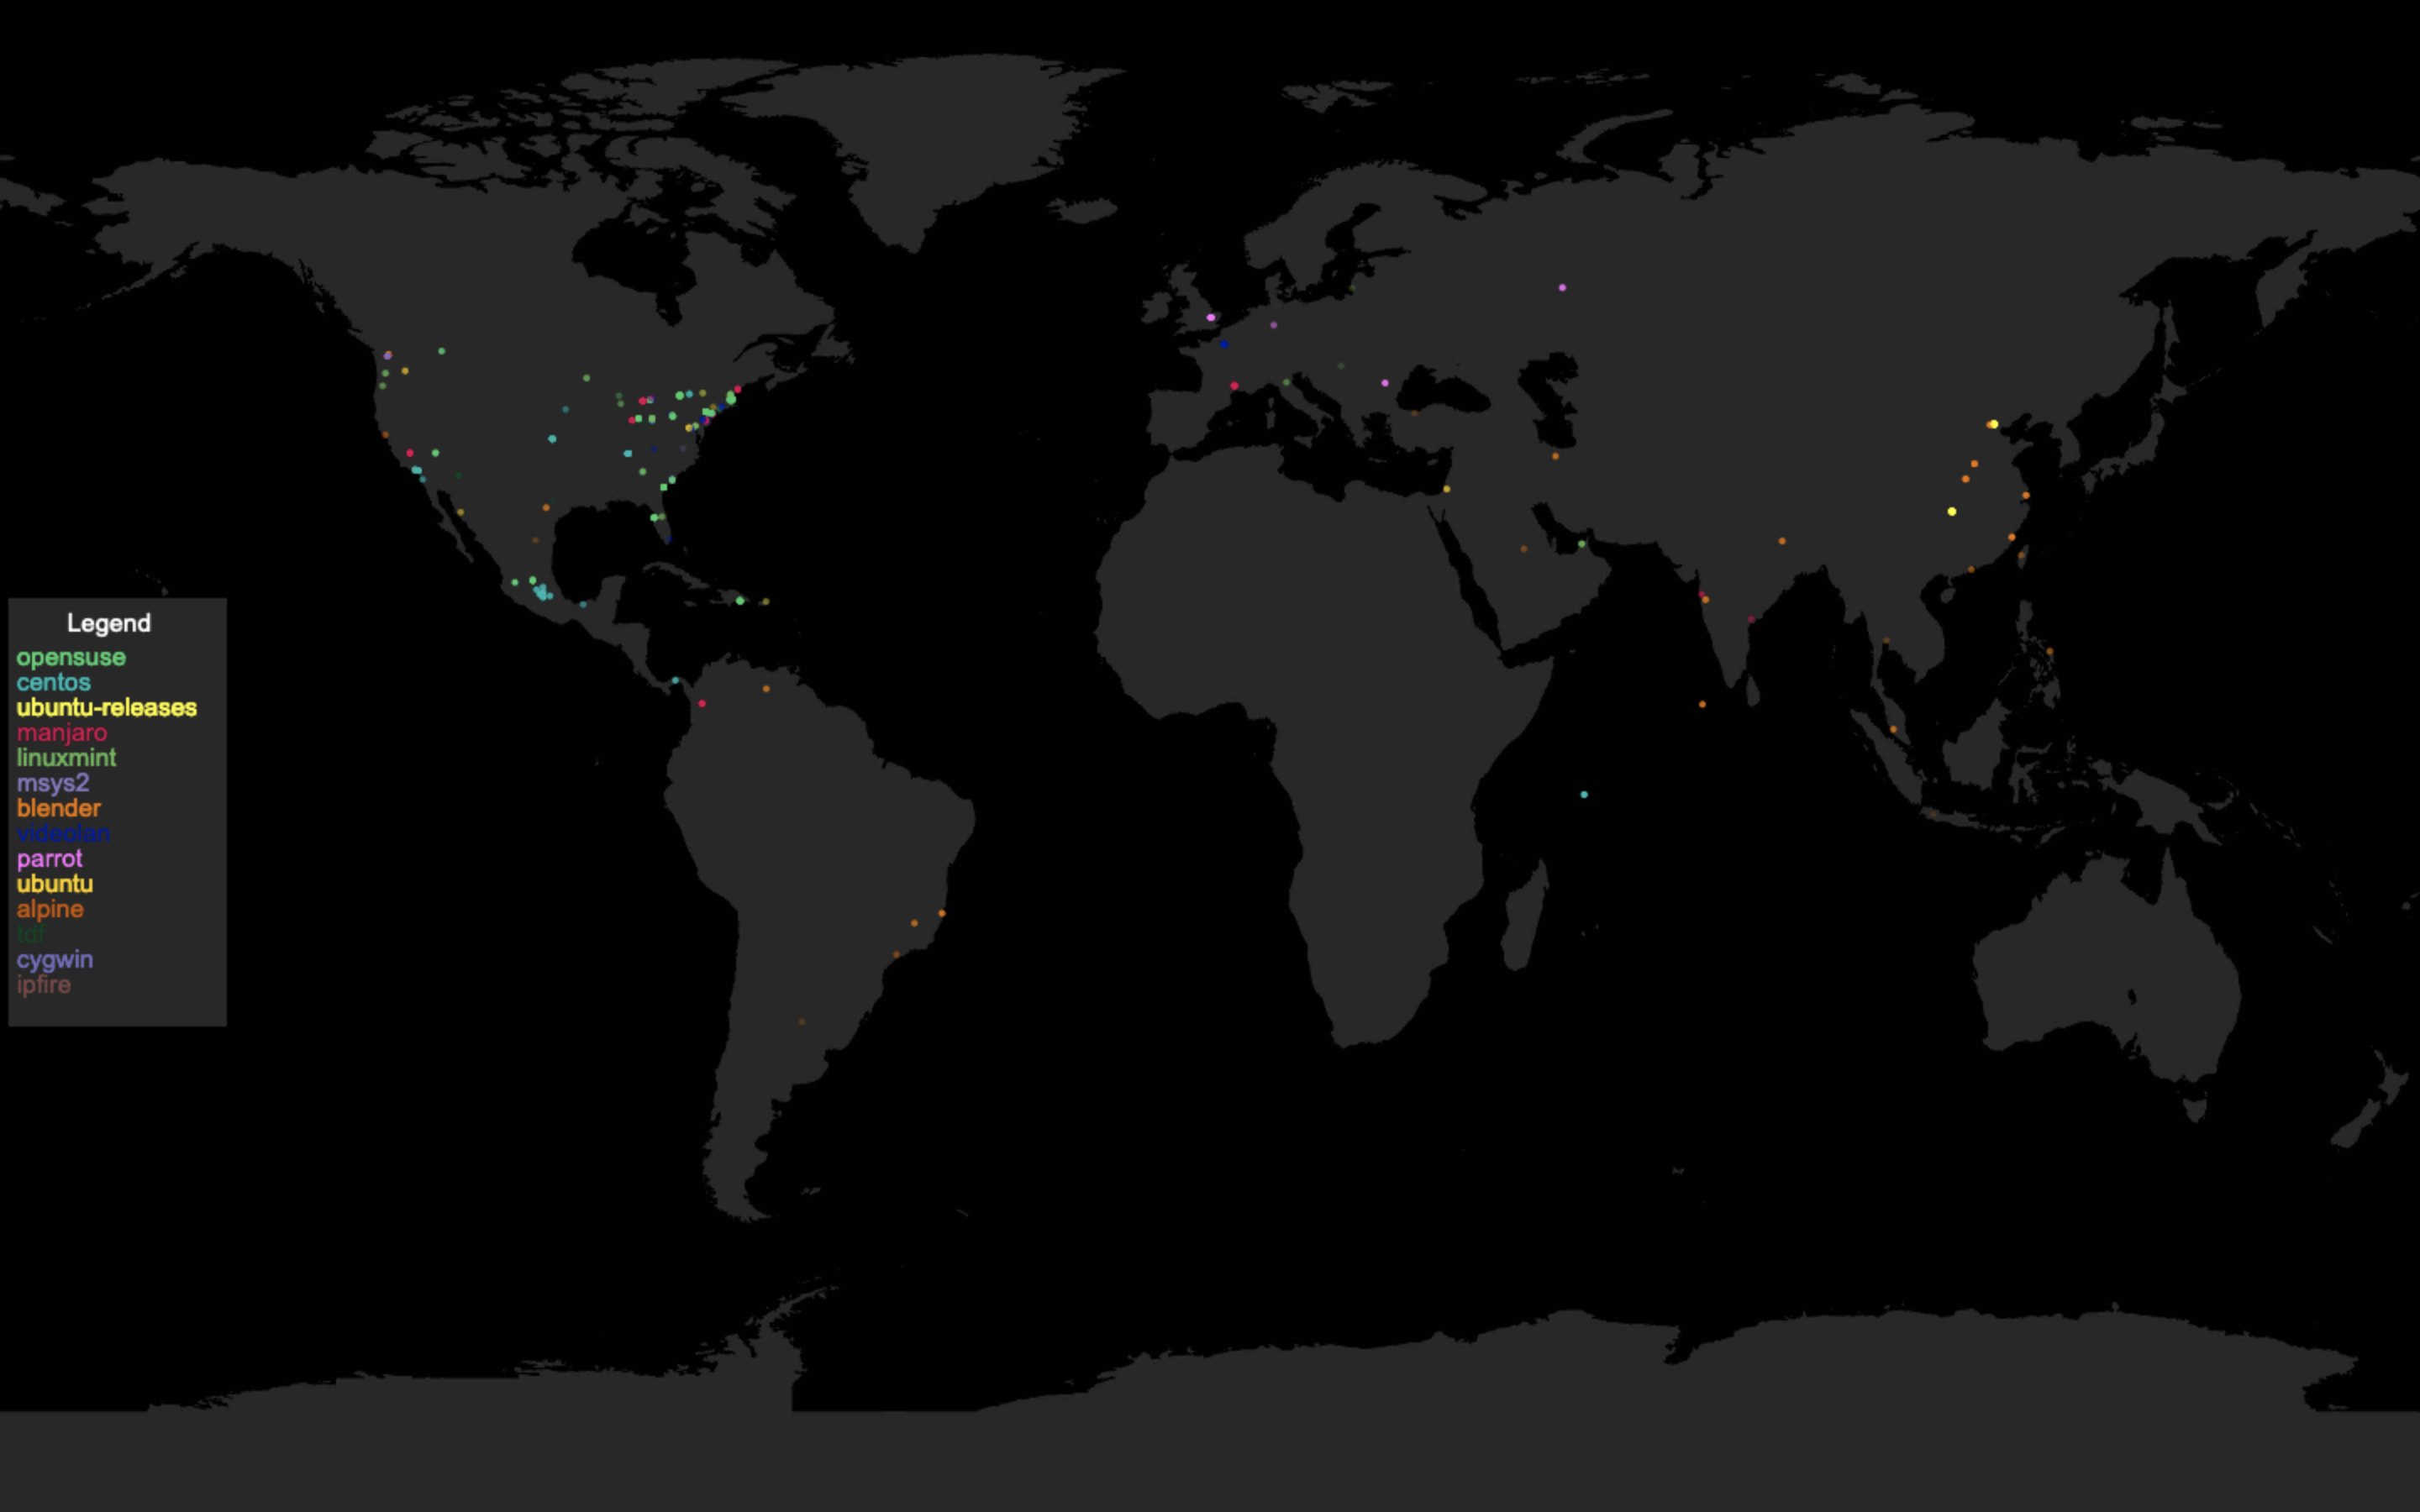 Legend
opensuse
centos
ubuntu-releases
manjaro
linuxmint
msys2
blender
videolan
parrot
ubuntu
alpine
tdf
cygwin
ipfire